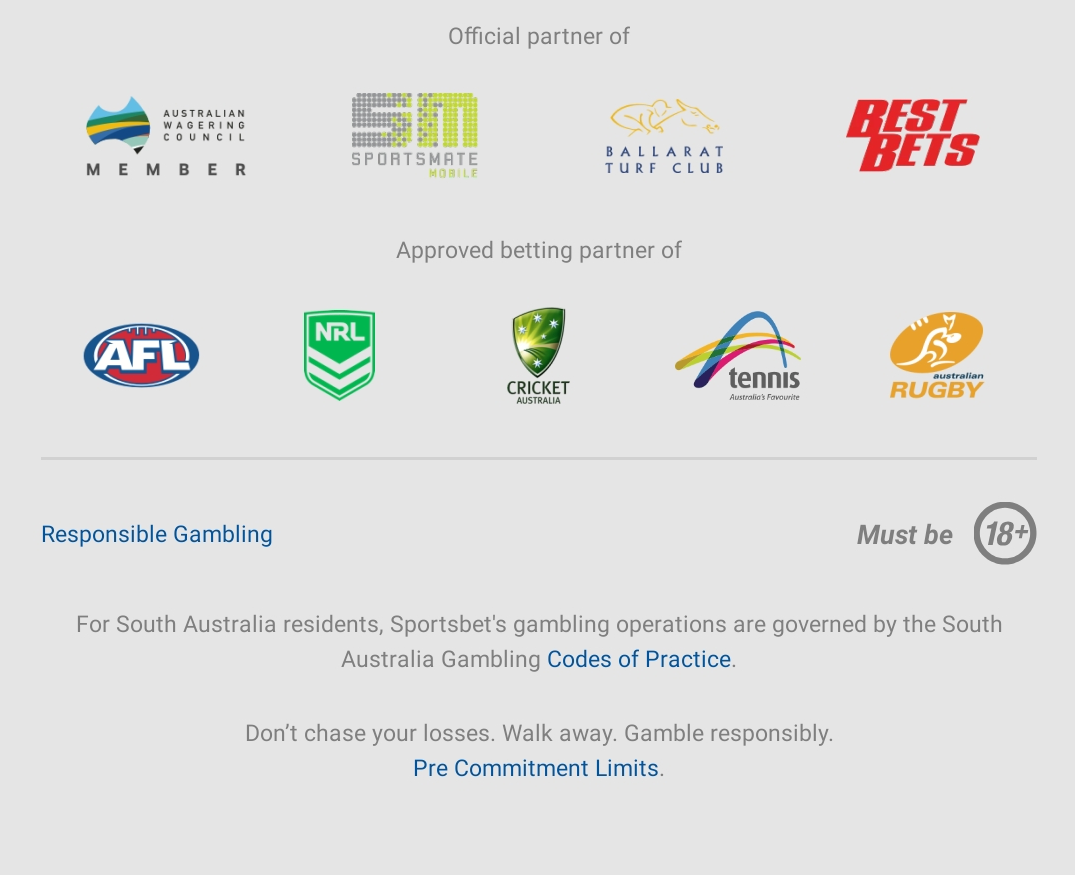 Official partner of
AUSTRALIAN
WAGERING
COUNCIL
MEMBER
SM
SPORTSMATE
MOBILE
BALLARAT
TURF CLUB
BEST
BETS
Approved betting partner of
AFL
NRL
CRICKET
AUSTRALIA
tennis
Australia's Favourite
australian
RUGBY
Responsible Gambling
Must be 18+
For South Australia residents, Sportsbet's gambling operations are governed by the South
Australia Gambling Codes of Practice.
Don’t chase your losses. Walk away. Gamble responsibly.
Pre Commitment Limits.